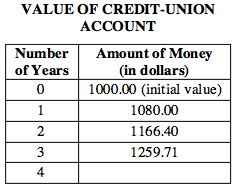 VALUE OF CREDIT-UNION
ACCOUNT
Number
of Years
Amount of Money
(in dollars)
0 1000.00 (initial value)
1 1080.00
2 1166.40
3 1259.71
4